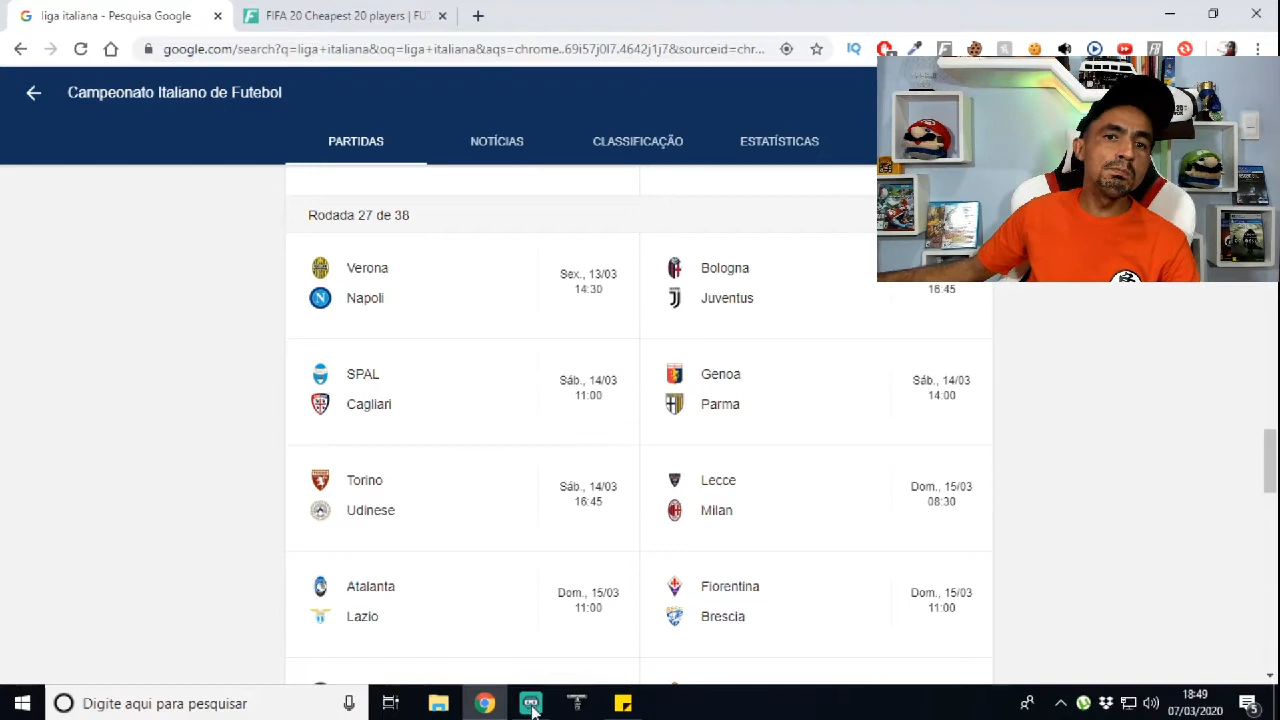 liga italiana - Pesquisa Google
FIFA 20 Cheapest 20 players | FU
google.com/search?q=liga+italiana&oq=liga+italiana&aqs=chrome..69i57j0l7.4642j1j7&sourceid=chr...
Campeonato Italiano de Futebol
PARTIDAS
NOTÍCIAS
CLASSIFICAÇÃO
ESTATÍSTICAS
Rodada 27 de 38
Verona
Napoli
Sex., 13/03
14:30
Bologna
Juventus
16:45
SPAL
Cagliari
Sáb., 14/03
11:00
Genoa
Parma
Sáb., 14/03
14:00
Torino
Udinese
Sáb., 14/03
16:45
Lecce
Milan
Dom., 15/03
08:30
Atalanta
Lazio
Dom., 15/03
11:00
Fiorentina
Brescia
Dom., 15/03
11:00
Digite aqui para pesquisar
18:49
07/03/2020
5